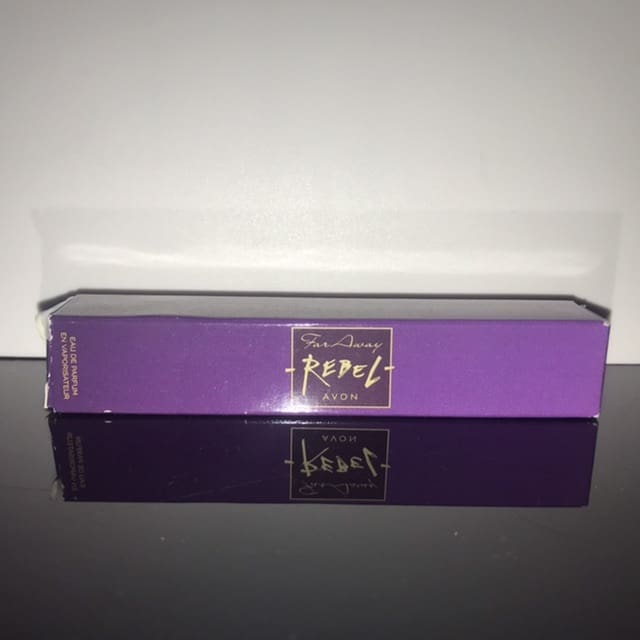 Far Away
REBEL
AVON
EAU DE PARFUM
EN VAPORISATEUR